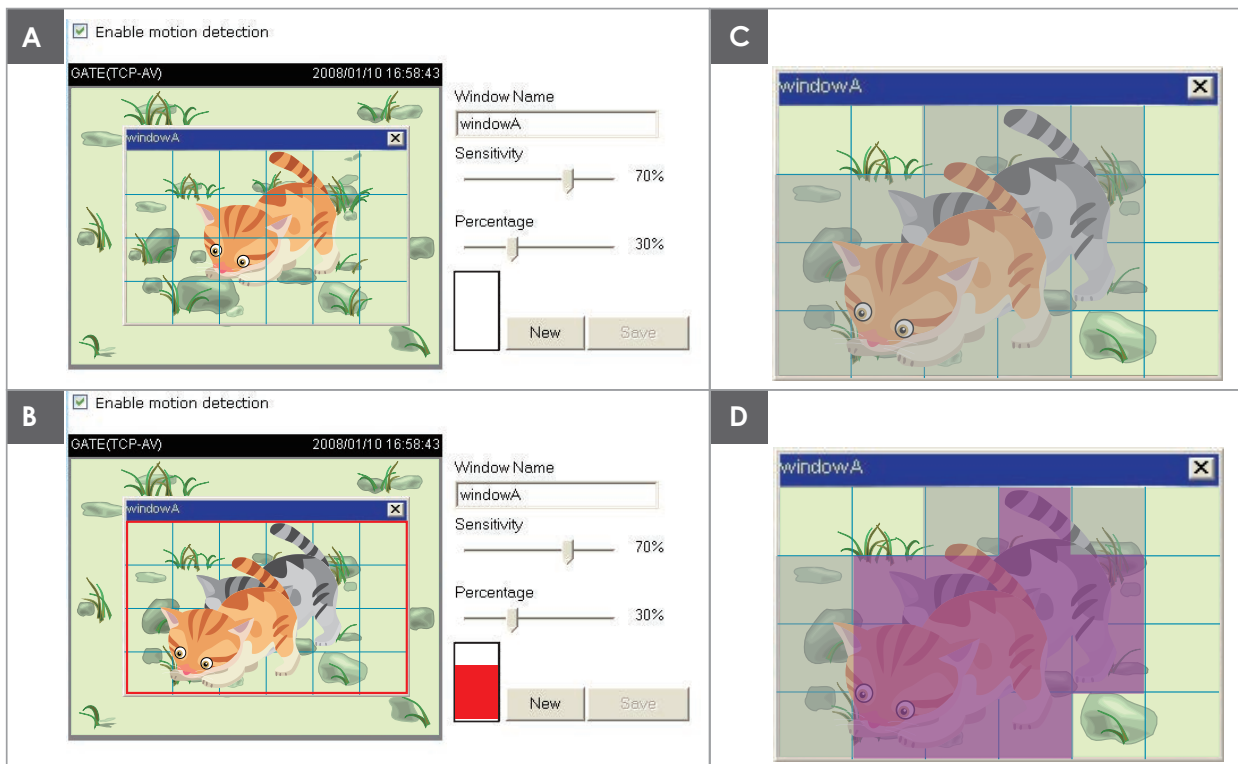 A
Enable motion detection
GATE(TCP-AV) 2008/01/10 16:58:43
windowA
Window Name
windowA
Sensitivity
70%
Percentage
30%
New Save
B
Enable motion detection
GATE(TCP-AV) 2008/01/10 16:58:43
windowA
Window Name
windowA
Sensitivity
70%
Percentage
30%
New Save
C
windowA
D
windowA